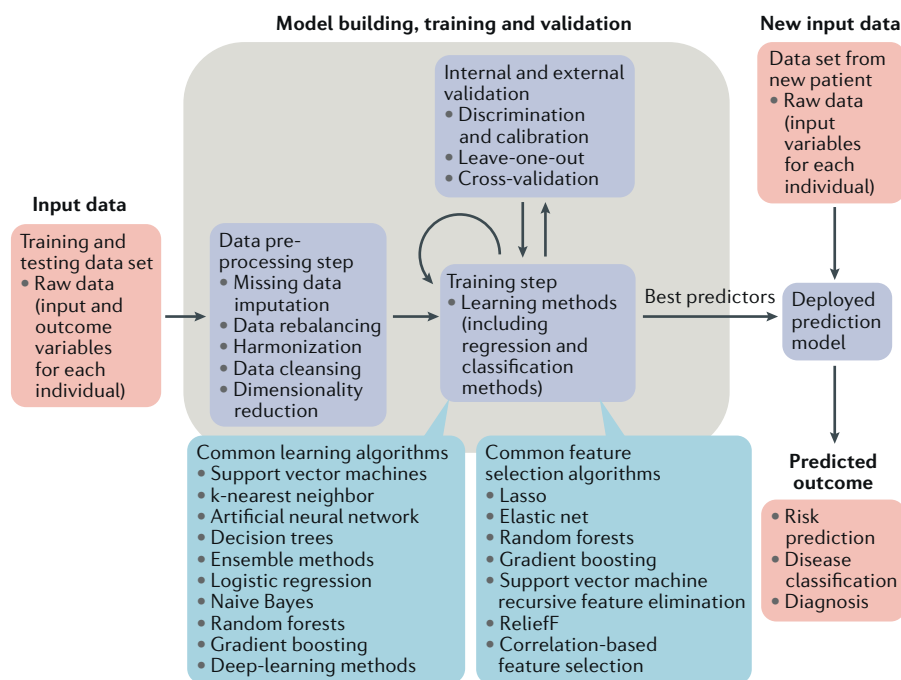 Model building, training and validation
New input data
Internal and external
validation
• Discrimination
and calibration
• Leave-one-out
• Cross-validation
Data set from
new patient
• Raw data
(input
variables
for each
individual)
Input data
Training and
testing data set
• Raw data
(input and
outcome
variables
for each
individual)
Data pre-
processing step
• Missing data
imputation
• Data rebalancing
• Harmonization
• Data cleansing
• Dimensionality
reduction
Training step
• Learning methods
(including
regression and
classification
methods)
Best predictors
Deployed
prediction
model
Common learning algorithms
• Support vector machines
• k-nearest neighbor
• Artificial neural network
• Decision trees
• Ensemble methods
• Logistic regression
• Naive Bayes
• Random forests
• Gradient boosting
• Deep-learning methods
Common feature
selection algorithms
• Lasso
• Elastic net
• Random forests
• Gradient boosting
• Support vector machine
recursive feature elimination
• ReliefF
• Correlation-based
feature selection
Predicted
outcome
• Risk
prediction
• Disease
classification
• Diagnosis